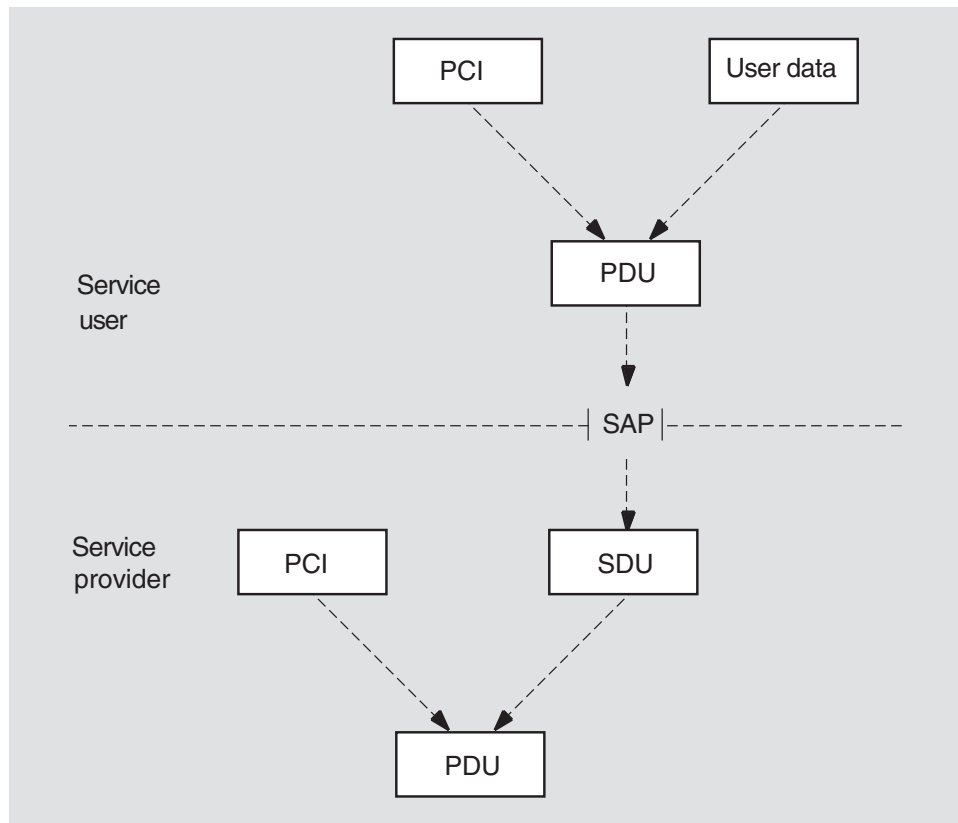 PCI
User data
PDU
Service
user
SAP
Service
provider
PCI
SDU
PDU